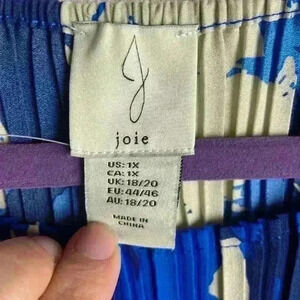 joie
US: 1X
CA: 1X
UK: 18/20
EU: 44/46
AU: 18/20
MADE IN
CHINA